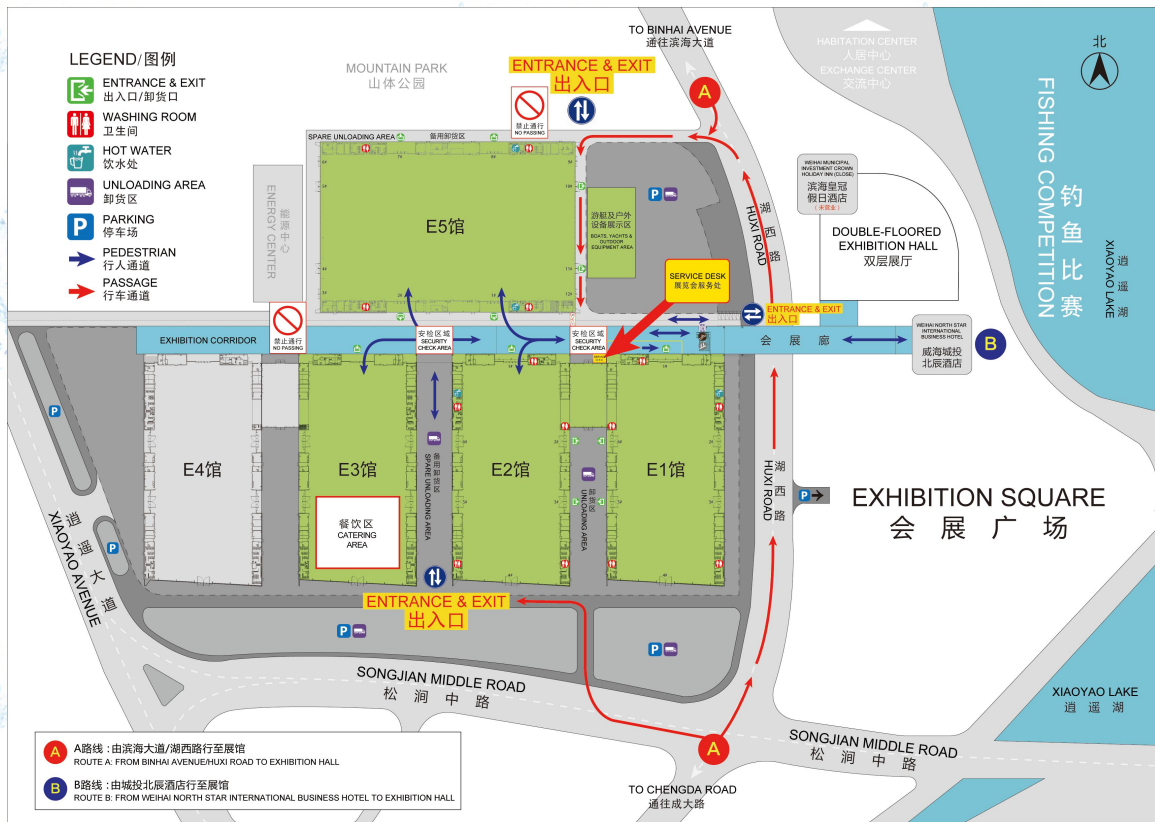 LEGEND/图例
ENTRANCE & EXIT
出入口/卸货口
WASHING ROOM
卫生间
HOT WATER
饮水处
UNLOADING AREA
卸货区
P
PARKING
停车场
PEDESTRIAN
行人通道
PASSAGE
行车通道
MOUNTAIN PARK
山体公园
ENTRANCE & EXIT
出入口
禁止通行
NO PASSING
TO BINHAI AVENUE
通往滨海大道
A
HABITATION CENTER
人居中心
EXCHANGE CENTER
交流中心
北
FISHING COMPETITION
钓鱼比赛
XIAOYAO LAKE
逍遥湖
SPARE UNLOADING AREA
备用卸货区
ENERGY CENTER
能源中心
E5馆
P
游艇及户外
设备展示区
BOATS, YACHTS &
OUTDOOR
EQUIPMENT AREA
湖西路
HUXI ROAD
WEIHAI MUNICIPAL
INVESTMENT CROWN
HOLIDAY INN (CLOSE)
滨海皇冠
假日酒店
(未营业)
DOUBLE-FLOORED
EXHIBITION HALL
双层展厅
SERVICE DESK
展览会服务处
ENTRANCE & EXIT
出入口
禁止通行
NO PASSING
EXHIBITION CORRIDOR
安检区域
SECURITY
CHECK AREA
安检区域
SECURITY
CHECK AREA
会展廊
WEIHAI NORTH STAR
INTERNATIONAL
BUSINESS HOTEL
威海城投
北辰酒店
B
P
P
E4馆
E3馆
E2馆
E1馆
备用卸货区
SPARE UNLOADING AREA
卸货区
UNLOADING AREA
餐饮区
CATERING
AREA
湖西路
HUXI ROAD
P
EXHIBITION SQUARE
会展广场
逍遥大道
XIAOYAO AVENUE
ENTRANCE & EXIT
出入口
P
P
SONGJIAN MIDDLE ROAD
松涧中路
XIAOYAO LAKE
逍遥湖
A
SONGJIAN MIDDLE ROAD
松涧中路
TO CHENGDA ROAD
通往成大路
A
A路线:由滨海大道/湖西路行至展馆
ROUTE A: FROM BINHAI AVENUE/HUXI ROAD TO EXHIBITION HALL
B
B路线:由城投北辰酒店行至展馆
ROUTE B: FROM WEIHAI NORTH STAR INTERNATIONAL BUSINESS HOTEL TO EXHIBITION HALL